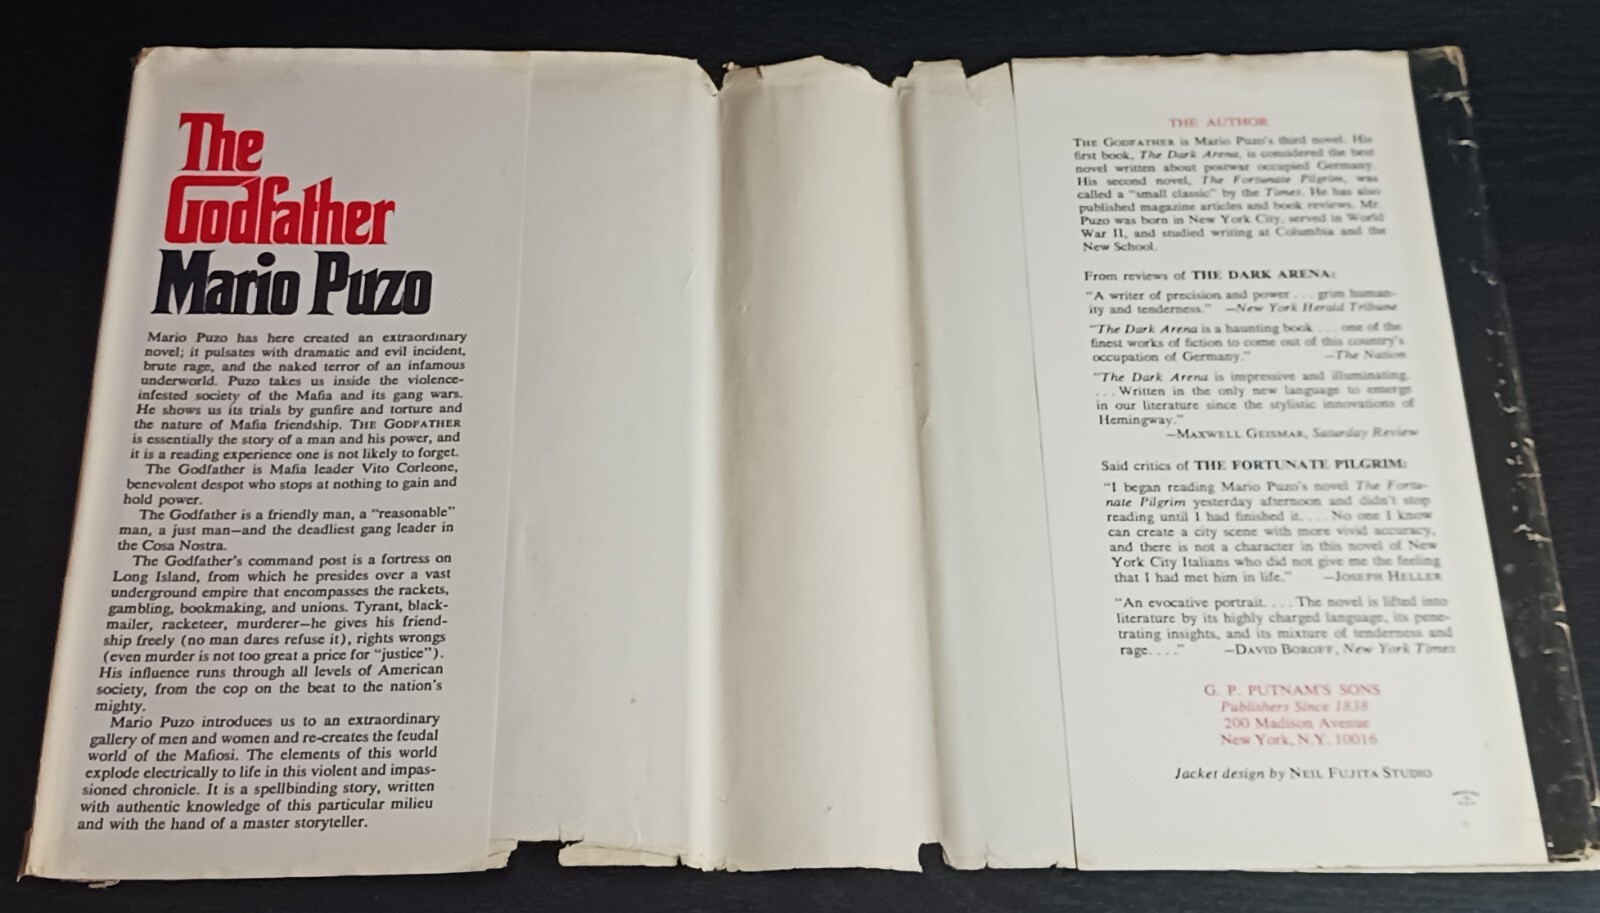 The
Godfather
Mario Puzo
Mario Puzo has here created an extraordinary
novel; it pulsates with dramatic and evil incident,
brute rage, and the naked terror of an infamous
underworld. Puzo takes us inside the violence-
infested society of the Mafia and its gang wars.
He shows us its trials by gunfire and torture and
the nature of Mafia friendship. THE GODFATHER
is essentially the story of a man and his power, and
it is a reading experience one is not likely to forget.
The Godfather is Mafia leader Vito Corleone,
benevolent despot who stops at nothing to gain and
hold power.
The Godfather is a friendly man, a "reasonable"
man, a just man—and the deadliest gang leader in
the Cosa Nostra.
The Godfather's command post is a fortress on
Long Island, from which he presides over a vast
underground empire that encompasses the rackets,
gambling, bookmaking, and unions. Tyrant, black-
mailer, racketeer, murderer—he gives his friend-
ship freely (no man dares refuse it), rights wrongs
(even murder is not too great a price for "justice").
His influence runs through all levels of American
society, from the cop on the beat to the nation's
mighty.
Mario Puzo introduces us to an extraordinary
gallery of men and women and re-creates the feudal
world of the Mafiosi. The elements of this world
explode electrically to life in this violent and impas-
sioned chronicle. It is a spellbinding story, written
with authentic knowledge of this particular milieu
and with the hand of a master storyteller.
THE AUTHOR
THE GODFATHER is Mario Puzo's third novel. His
first book, The Dark Arena, is considered the best
novel written about postwar occupied Germany.
His second novel, The Fortunate Pilgrim, was
called a "small classic" by the Times. He has also
published magazine articles and book reviews. Mr.
Puzo was born in New York City, served in World
War II, and studied writing at Columbia and the
New School.
From reviews of THE DARK ARENA:
"A writer of precision and power . . . grim human-
ity and tenderness." —New York Herald Tribune
"The Dark Arena is a haunting book . . . one of the
finest works of fiction to come out of this country's
occupation of Germany." —The Nation
"The Dark Arena is impressive and illuminating.
. . . Written in the only new language to emerge
in our literature since the stylistic innovations of
Hemingway."
—MAXWELL GEISMAR, Saturday Review
Said critics of THE FORTUNATE PILGRIM:
"I began reading Mario Puzo's novel The Fortu-
nate Pilgrim yesterday afternoon and didn't stop
reading until I had finished it. . . . No one I know
can create a city scene with more vivid accuracy,
and there is not a character in this novel of New
York City Italians who did not give me the feeling
that I had met him in life." —JOSEPH HELLER
"An evocative portrait. . . . The novel is lifted into
literature by its highly charged language, its pene-
trating insights, and its mixture of tenderness and
rage. . . ." —DAVID BOROFF, New York Times
G. P. PUTNAM'S SONS
Publishers Since 1838
200 Madison Avenue
New York, N.Y. 10016
Jacket design by NEIL FUJITA STUDIO